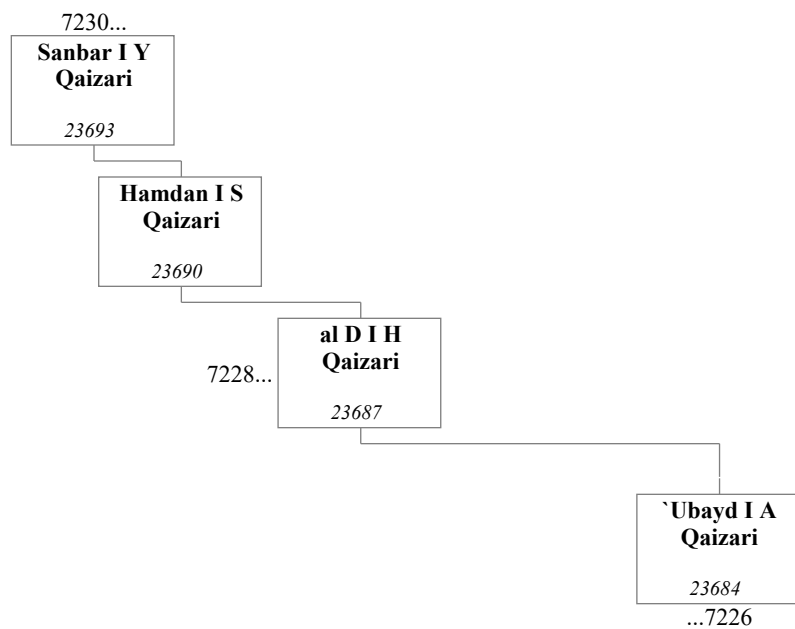 7230...
Sanbar I Y
Qaizari
23693
Hamdan I S
Qaizari
23690
al D I H
Qaizari
7228...
23687
`Ubayd I A
Qaizari
23684
...7226